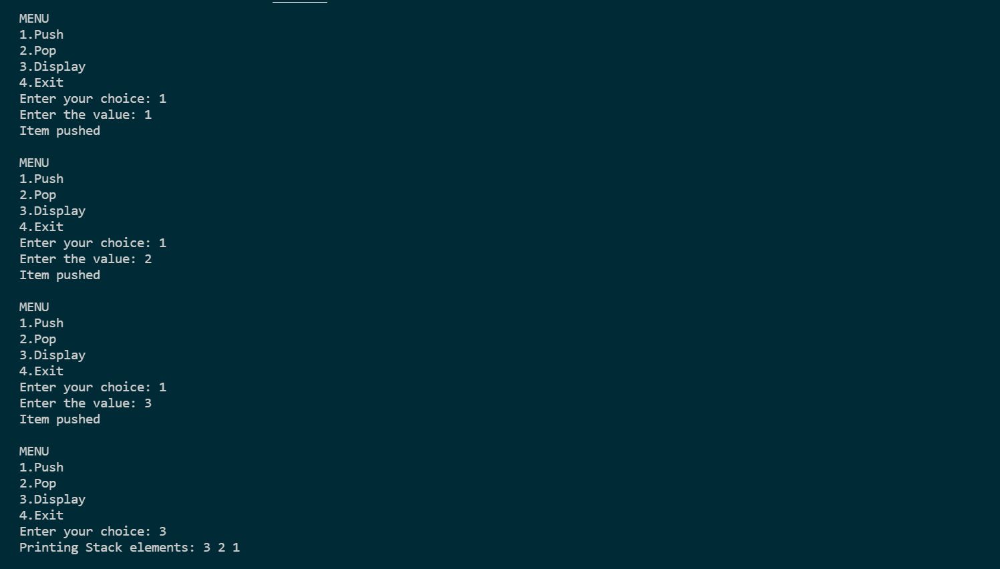 MENU
1.Push
2.Pop
3.Display
4.Exit
Enter your choice: 1
Enter the value: 1
Item pushed
MENU
1.Push
2.Pop
3.Display
4.Exit
Enter your choice: 1
Enter the value: 2
Item pushed
MENU
1.Push
2.Pop
3.Display
4.Exit
Enter your choice: 1
Enter the value: 3
Item pushed
MENU
1.Push
2.Pop
3.Display
4.Exit
Enter your choice: 3
Printing Stack elements: 3 2 1